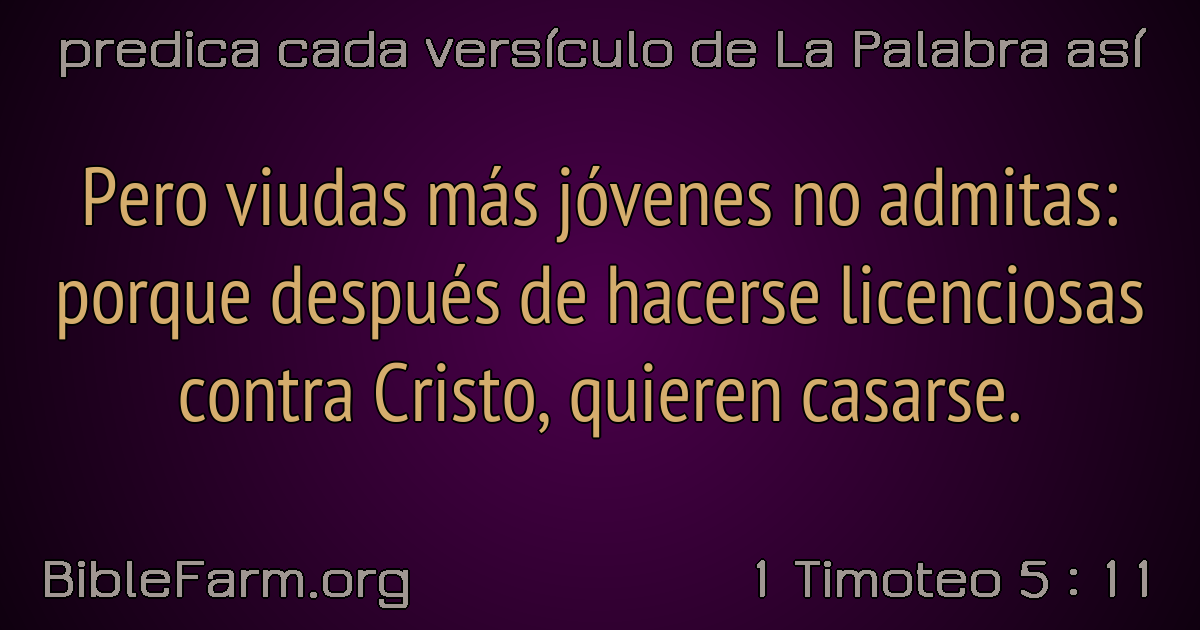 predica cada versículo de La Palabra así
Pero viudas más jóvenes no admitas:
porque después de hacerse licenciosas
contra Cristo, quieren casarse.
BibleFarm.org
1 Timoteo 5 : 11